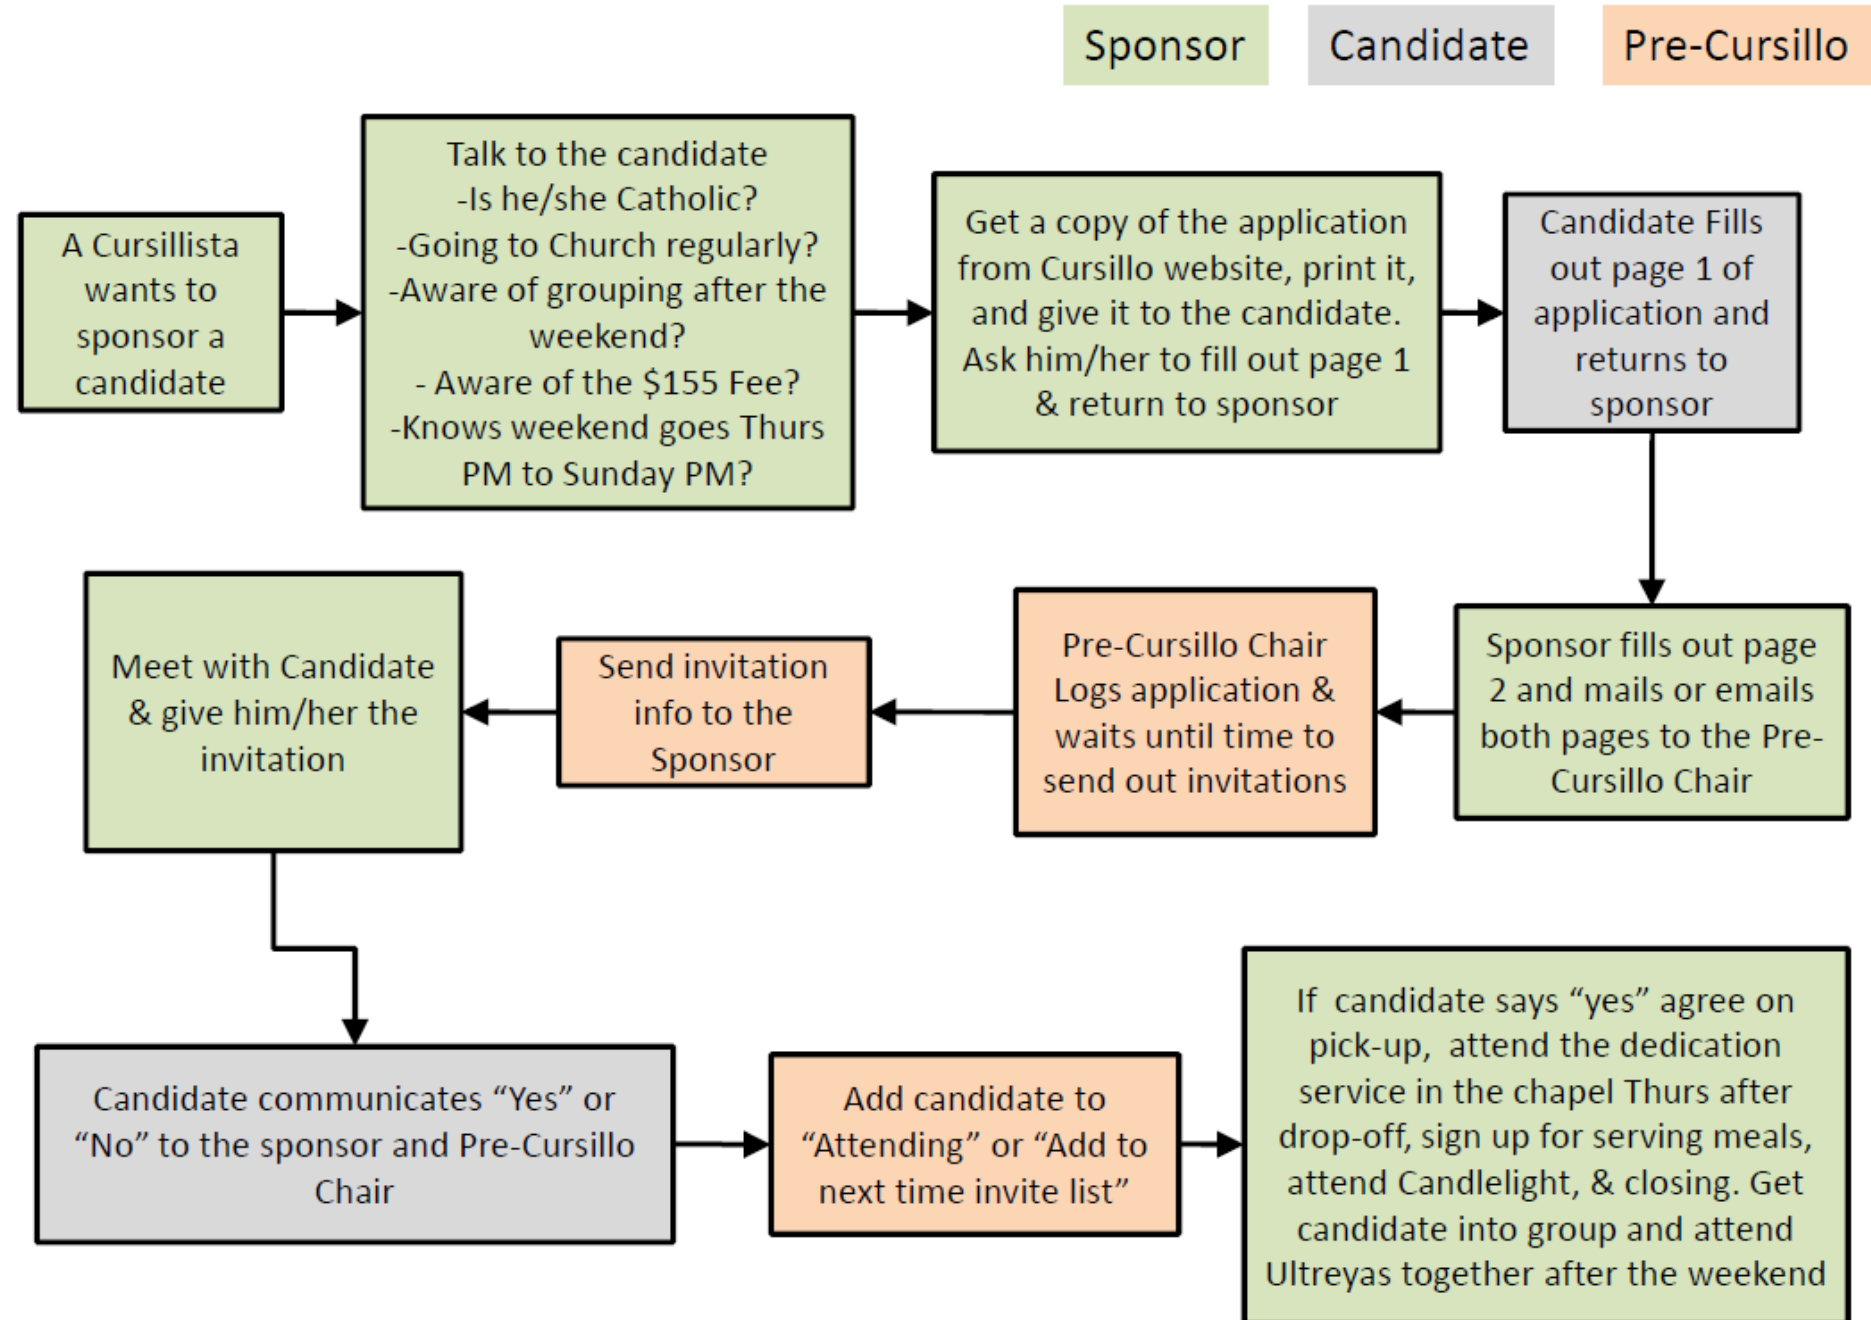 Sponsor
Candidate
Pre-Cursillo
A Cursillista
wants to
sponsor a
candidate
Talk to the candidate
-Is he/she Catholic?
-Going to Church regularly?
-Aware of grouping after the
weekend?
- Aware of the $155 Fee?
-Knows weekend goes Thurs
PM to Sunday PM?
Get a copy of the application
from Cursillo website, print it,
and give it to the candidate.
Ask him/her to fill out page 1
& return to sponsor
Candidate Fills
out page 1 of
application and
returns to
sponsor
Sponsor fills out page
2 and mails or emails
both pages to the Pre-
Cursillo Chair
Pre-Cursillo Chair
Logs application &
waits until time to
send out invitations
Send invitation
info to the
Sponsor
Meet with Candidate
& give him/her the
invitation
Candidate communicates “Yes” or
“No” to the sponsor and Pre-Cursillo
Chair
Add candidate to
“Attending” or “Add to
next time invite list”
If  candidate says “yes” agree on
pick-up,  attend the dedication
service in the chapel Thurs after
drop-off, sign up for serving meals,
attend Candlelight, & closing. Get
candidate into group and attend
Ultreyas together after the weekend